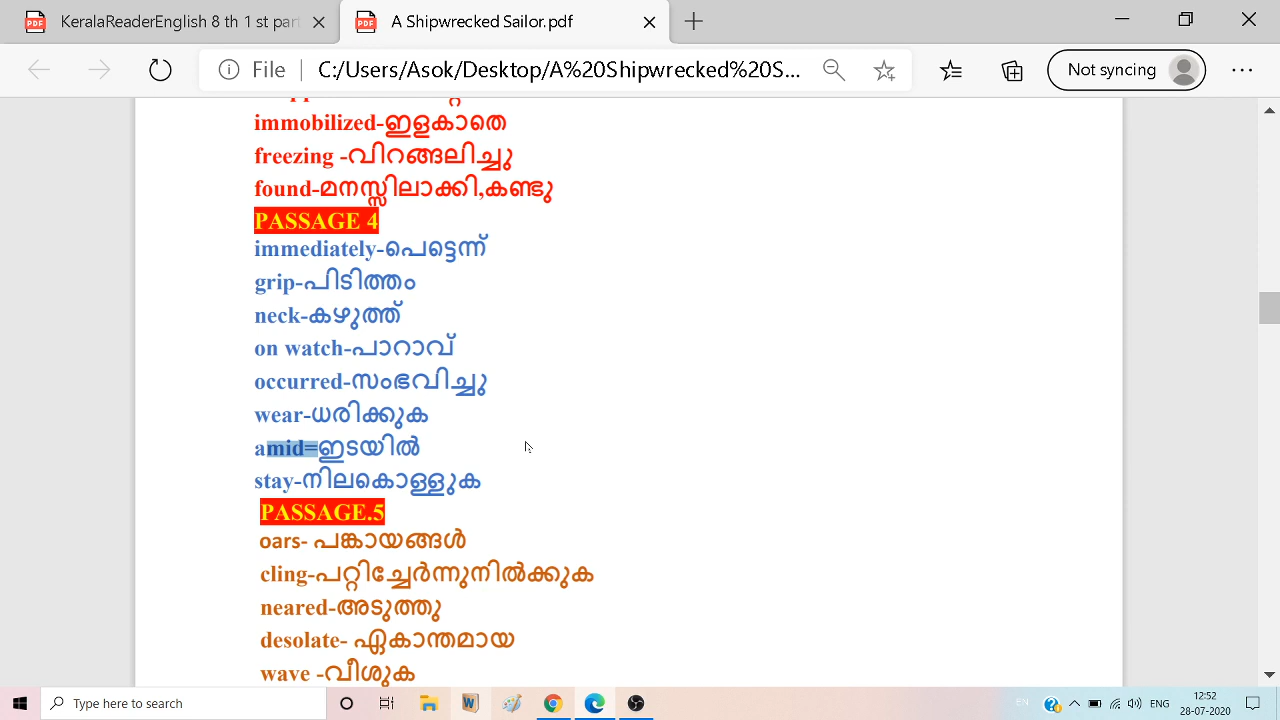 KeralaReaderEnglish 8 th 1 st part
A Shipwrecked Sailor.pdf
File
C:/Users/Asok/Desktop/A%20Shipwrecked%20S...
Not syncing
immobilized-ഇളകാതെ
freezing -വിറങ്ങലിച്ചു
found-മനസ്സിലാക്കി,കണ്ടു
PASSAGE 4
immediately-പെട്ടെന്ന്
grip-പിടിത്തം
neck-കഴുത്ത്
on watch-പാറാവ്
occurred-സംഭവിച്ചു
wear-ധരിക്കുക
amid=ഇടയിൽ
stay-നിലകൊള്ളുക
PASSAGE.5
oars- പങ്കായങ്ങൾ
cling-പറ്റിച്ചേർന്നുനിൽക്കുക
neared-അടുത്തു
desolate- ഏകാന്തമായ
wave -വീശുക
Type here to search
EN
ENG
12:52
28-07-2020